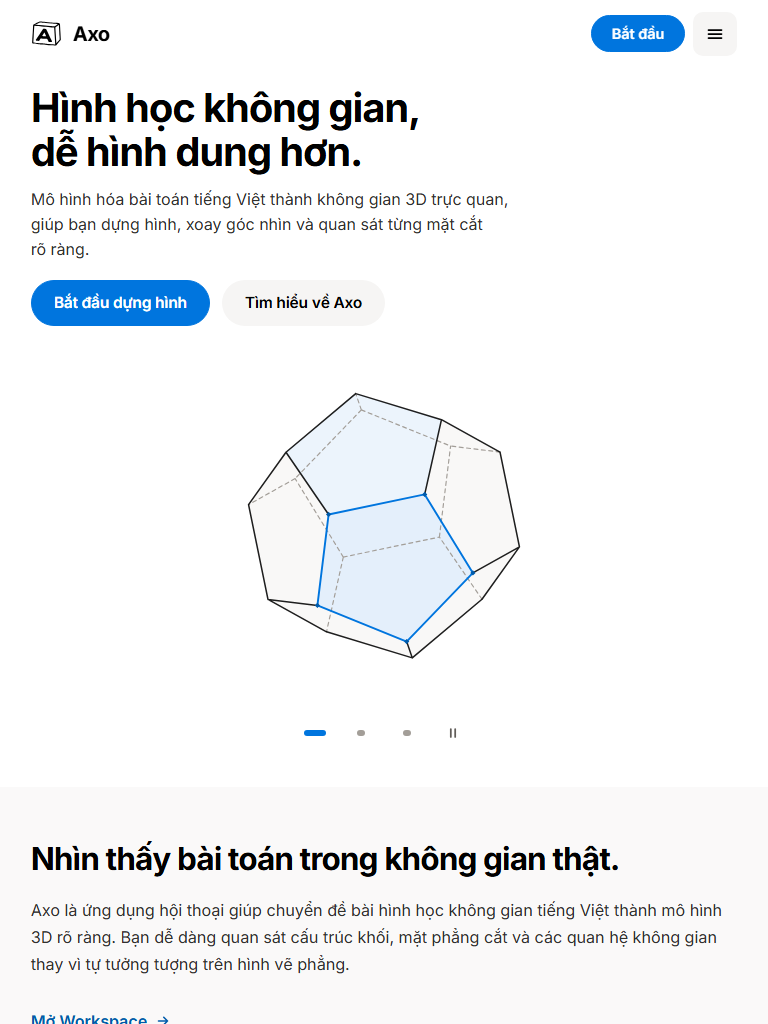 Axo
Bắt đầu
Hình học không gian,
dễ hình dung hơn.
Mô hình hóa bài toán tiếng Việt thành không gian 3D trực quan,
giúp bạn dựng hình, xoay góc nhìn và quan sát từng mặt cắt
rõ ràng.
Bắt đầu dựng hình
Tìm hiểu về Axo
Nhìn thấy bài toán trong không gian thật.
Axo là ứng dụng hội thoại giúp chuyển đề bài hình học không gian tiếng Việt thành mô hình
3D rõ ràng. Bạn dễ dàng quan sát cấu trúc khối, mặt phẳng cắt và các quan hệ không gian
thay vì tự tưởng tượng trên hình vẽ phẳng.
Mở Workspace →